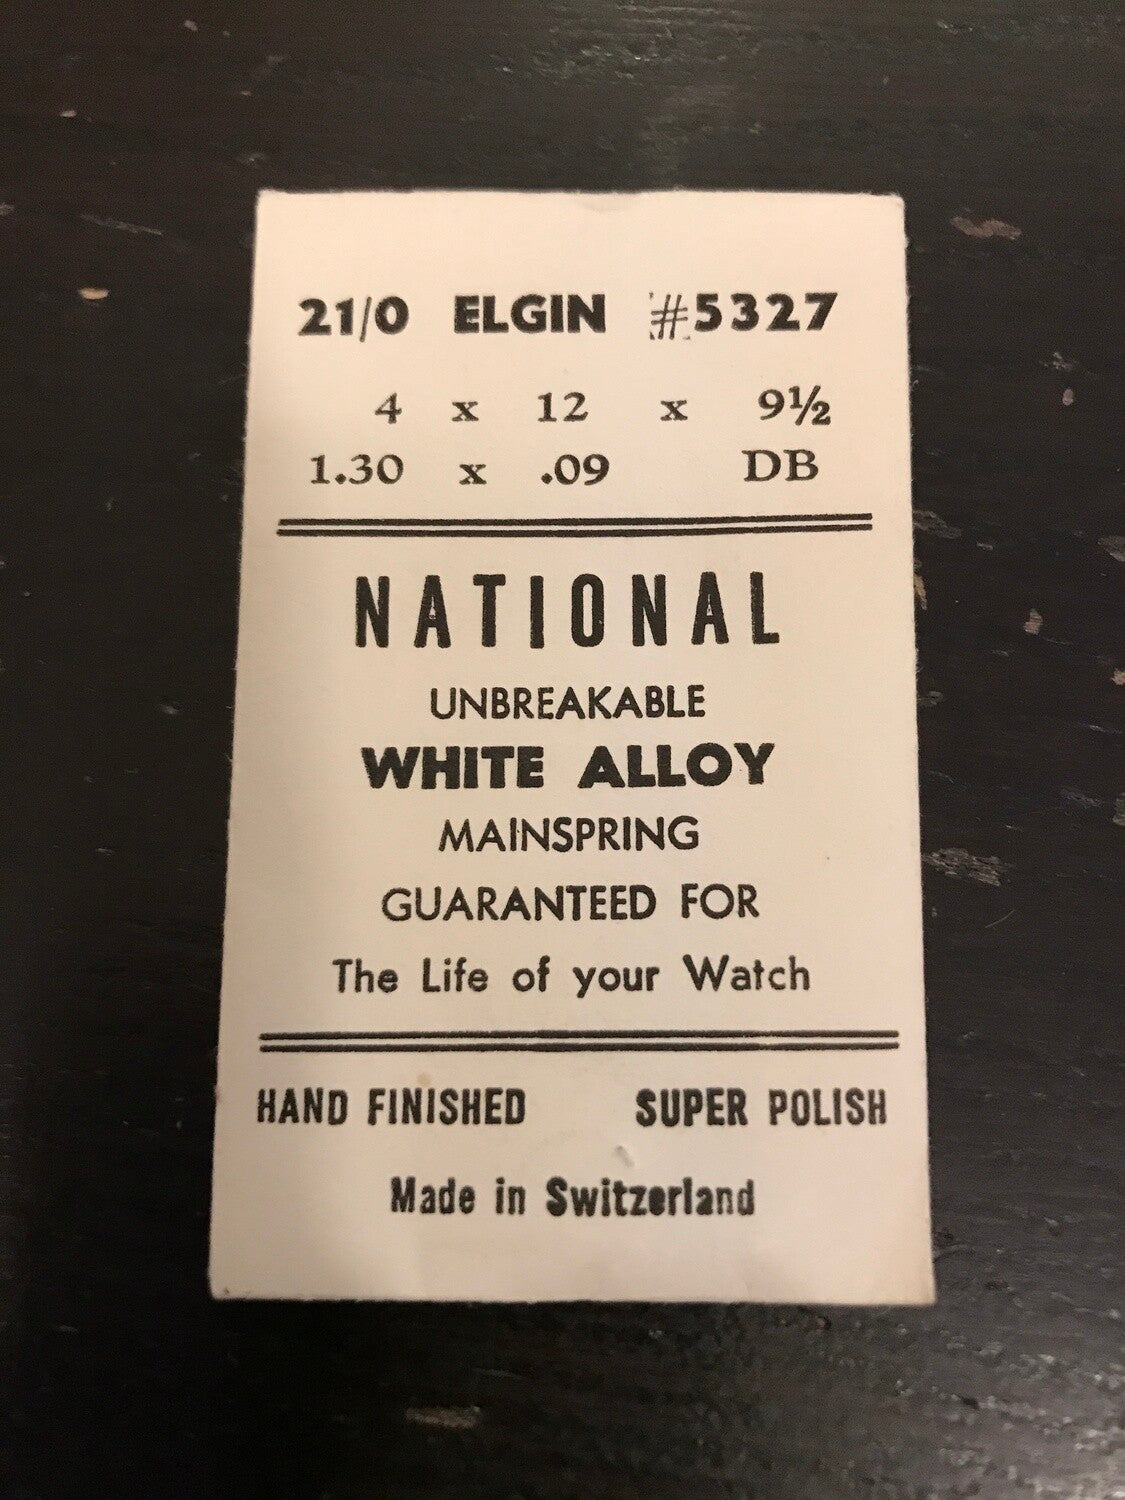 21/0 ELGIN #5327
4 x 12 x 9½
1.30 x .09 DB
NATIONAL
UNBREAKABLE
WHITE ALLOY
MAINSPRING
GUARANTEED FOR
The Life of your Watch
HAND FINISHED SUPER POLISH
Made in Switzerland